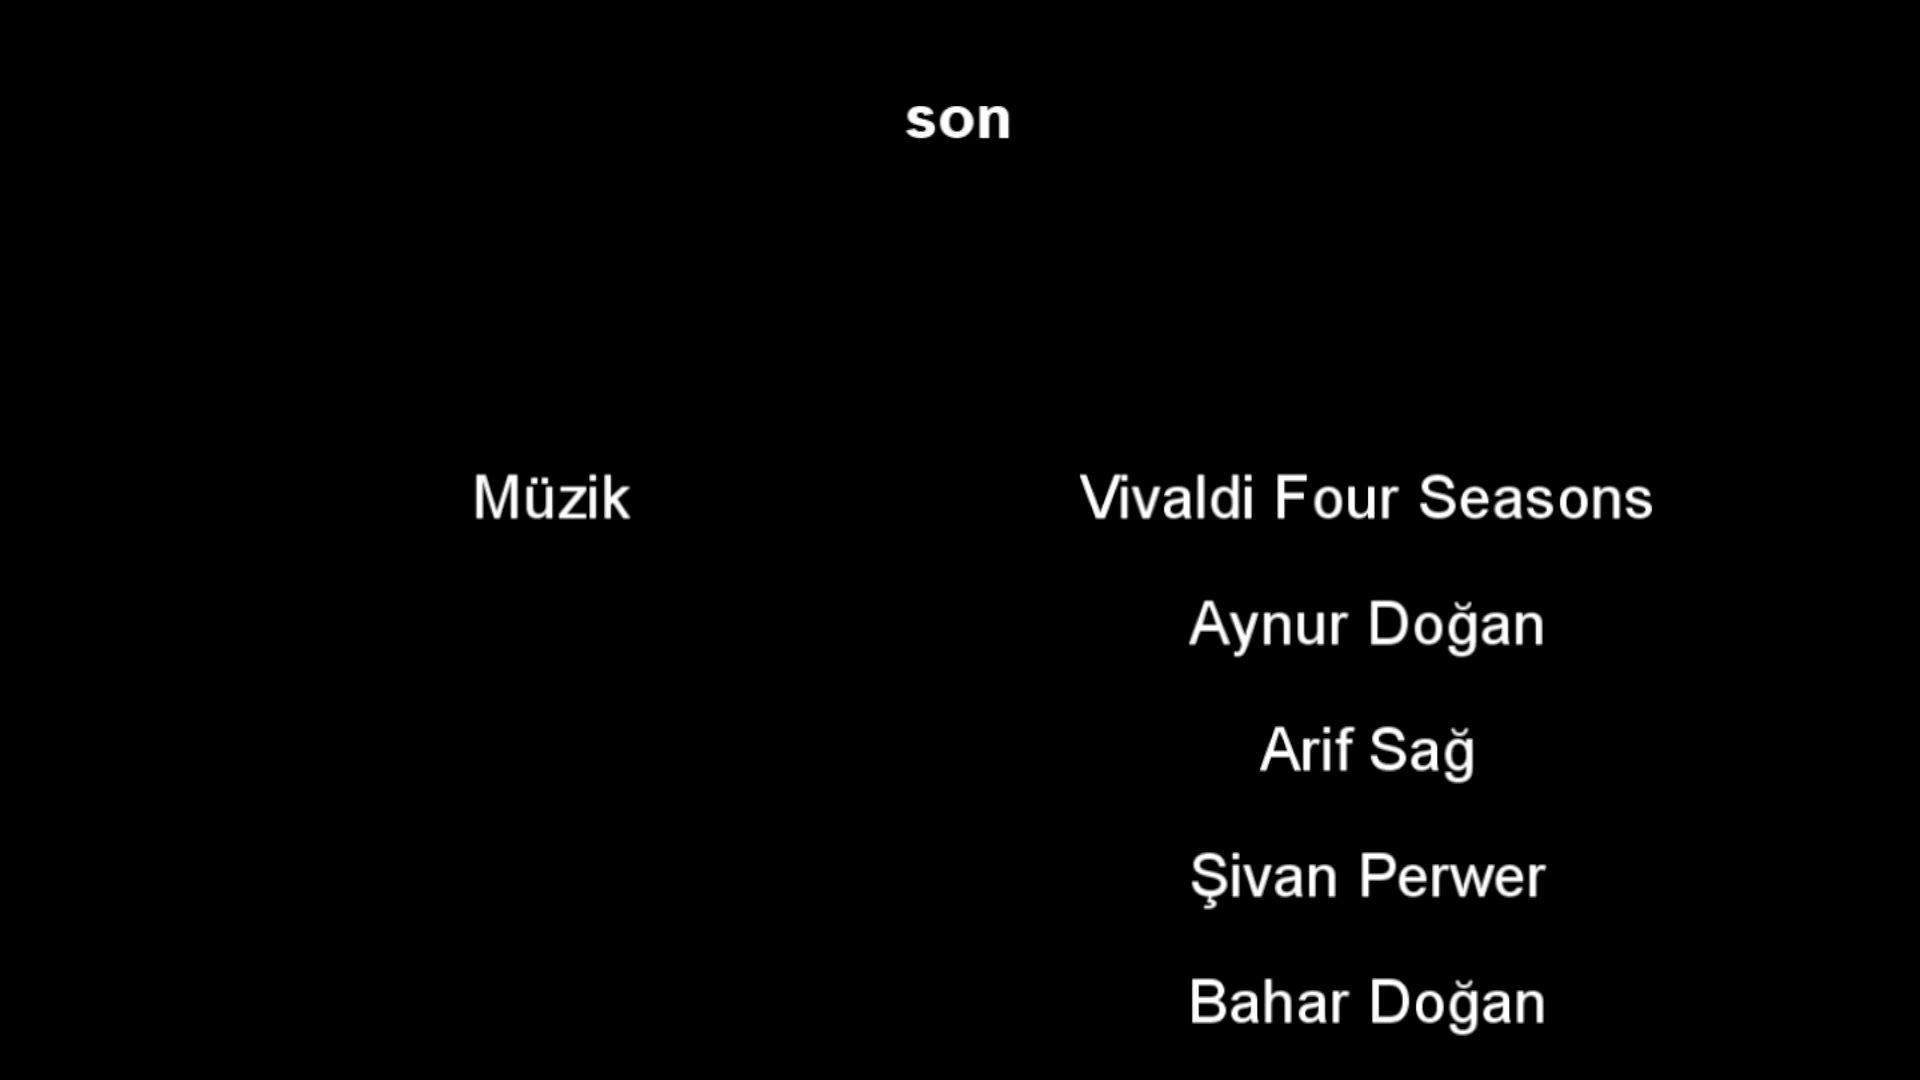 son
Müzik Vivaldi Four Seasons
Aynur Doğan
Arif Sağ
Şivan Perwer
Bahar Doğan